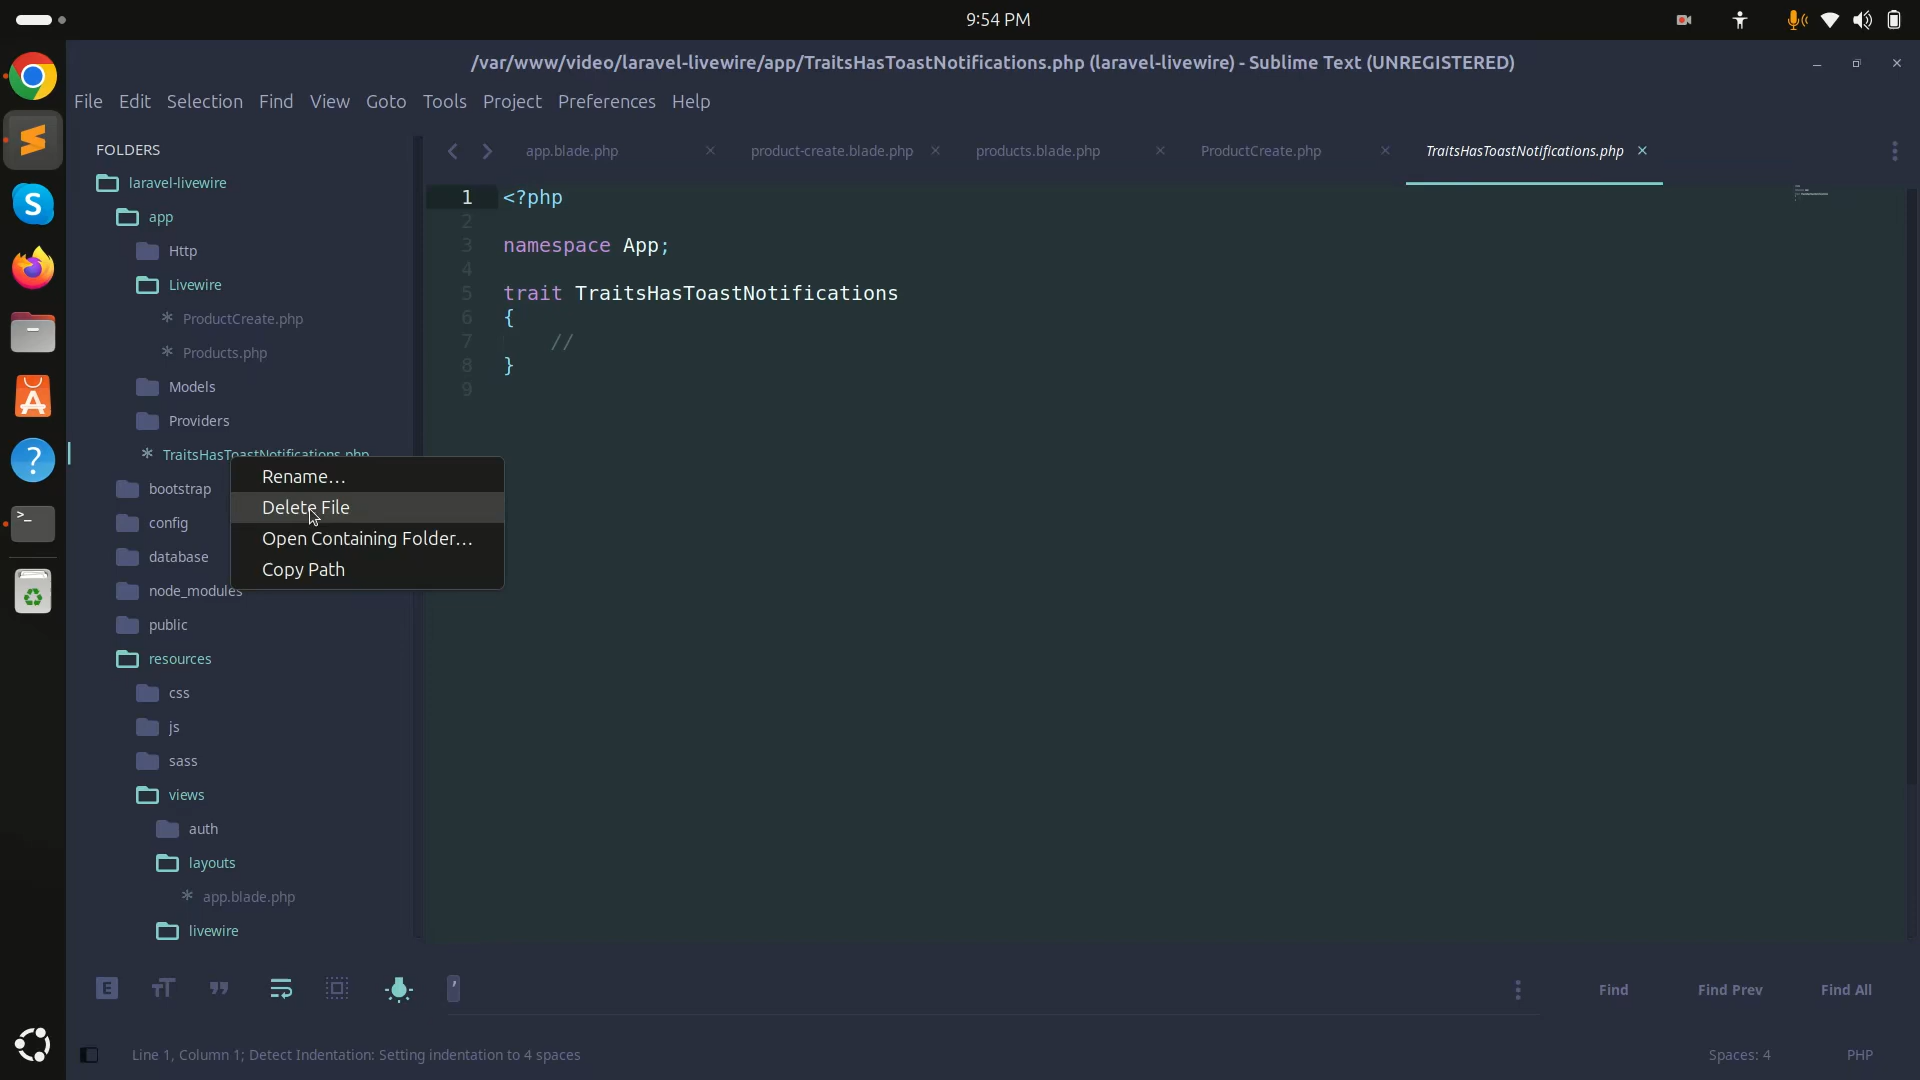 9:54 PM
/var/www/video/laravel-livewire/app/TraitsHasToastNotifications.php (laravel-livewire) - Sublime Text (UNREGISTERED)
File Edit Selection Find View Goto Tools Project Preferences Help
FOLDERS
laravel-livewire
app
Http
Livewire
ProductCreate.php
Products.php
Models
Providers
TraitsHasToastNotifications.php
bootstrap
config
database
node_modules
public
resources
css
js
sass
views
auth
layouts
app.blade.php
livewire
Rename…
Delete File
Open Containing Folder…
Copy Path
app.blade.php product-create.blade.php products.blade.php ProductCreate.php TraitsHasToastNotifications.php
1 <?php
2
3 namespace App;
4
5 trait TraitsHasToastNotifications
6 {
7 //
8 }
9
Find Find Prev Find All
Line 1, Column 1; Detect Indentation: Setting indentation to 4 spaces
Spaces: 4 PHP